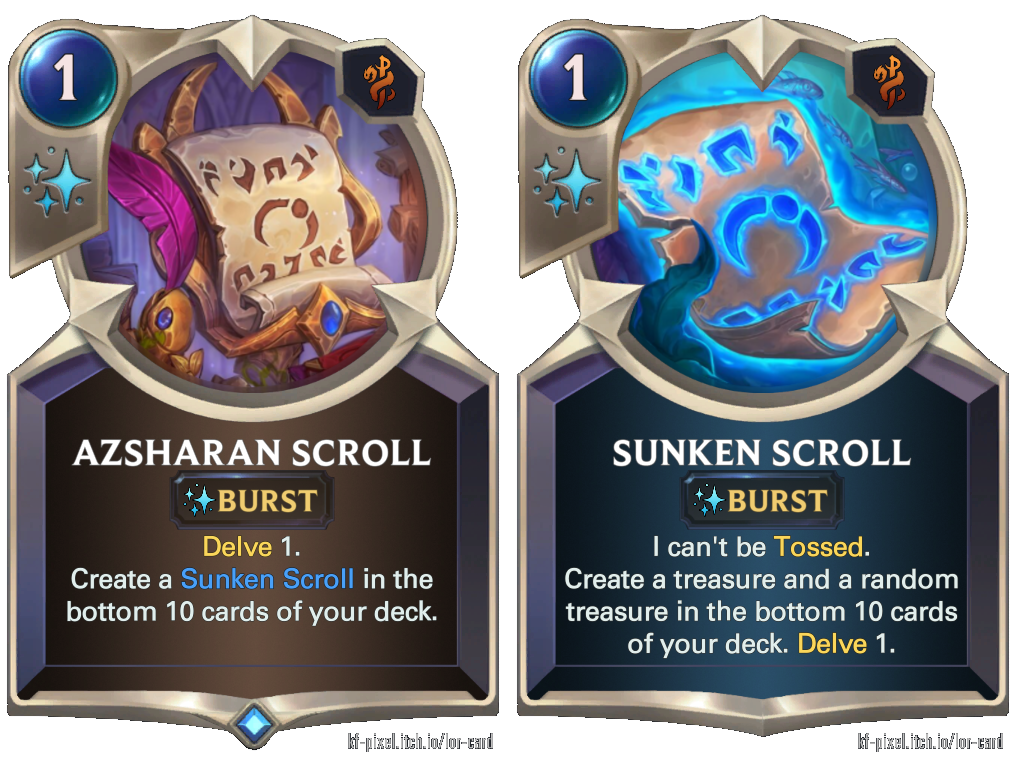 1
AZSHARAN SCROLL
BURST
Delve 1.
Create a Sunken Scroll in the
bottom 10 cards of your deck.
kf-pixel.itch.io/lor-card
1
SUNKEN SCROLL
BURST
I can't be Tossed.
Create a treasure and a random
treasure in the bottom 10 cards
of your deck. Delve 1.
kf-pixel.itch.io/lor-card